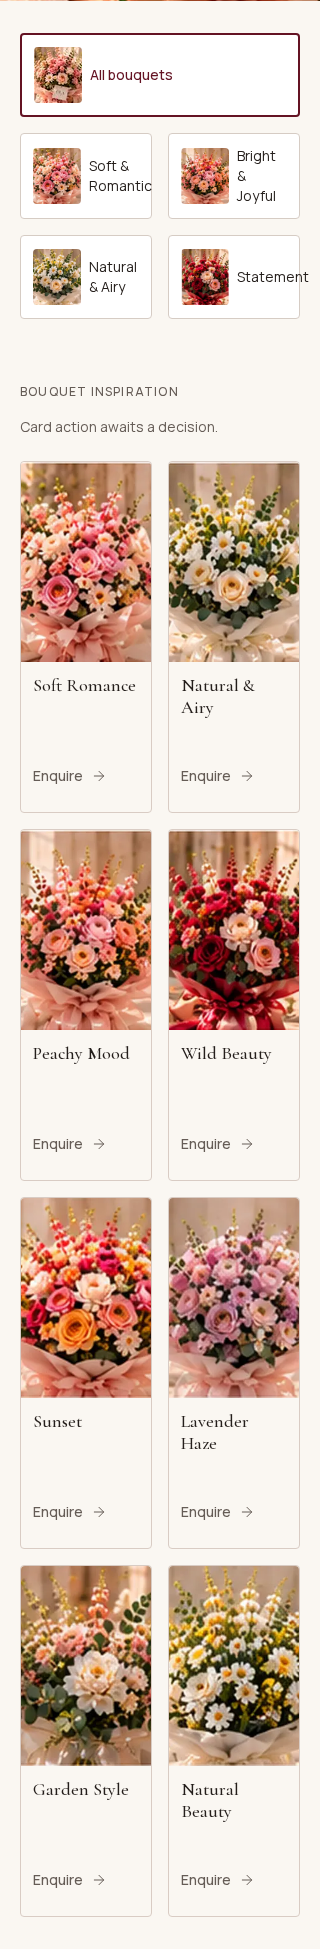 All bouquets
Soft &
Romantic
Bright
&
Joyful
Natural
& Airy
Statement
BOUQUET INSPIRATION
Card action awaits a decision.
Soft Romance
Natural &
Airy
Enquire →
Enquire →
Peachy Mood
Wild Beauty
Enquire →
Enquire →
Sunset
Lavender
Haze
Enquire →
Enquire →
Garden Style
Natural
Beauty
Enquire →
Enquire →